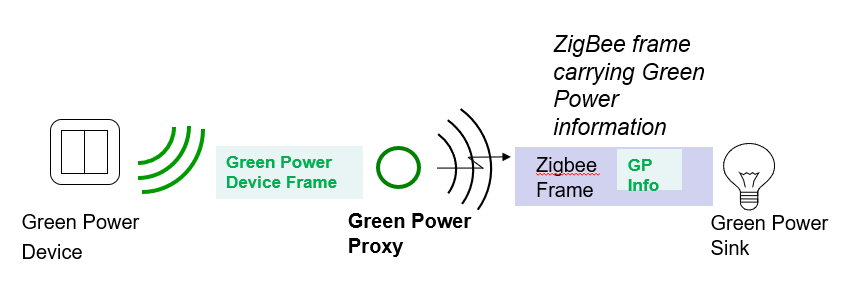 ZigBee frame
carrying Green
Power
information
Green Power
Device Frame
Zigbee
Frame
GP
Info
Green Power
Device
Green Power
Proxy
Green Power
Sink